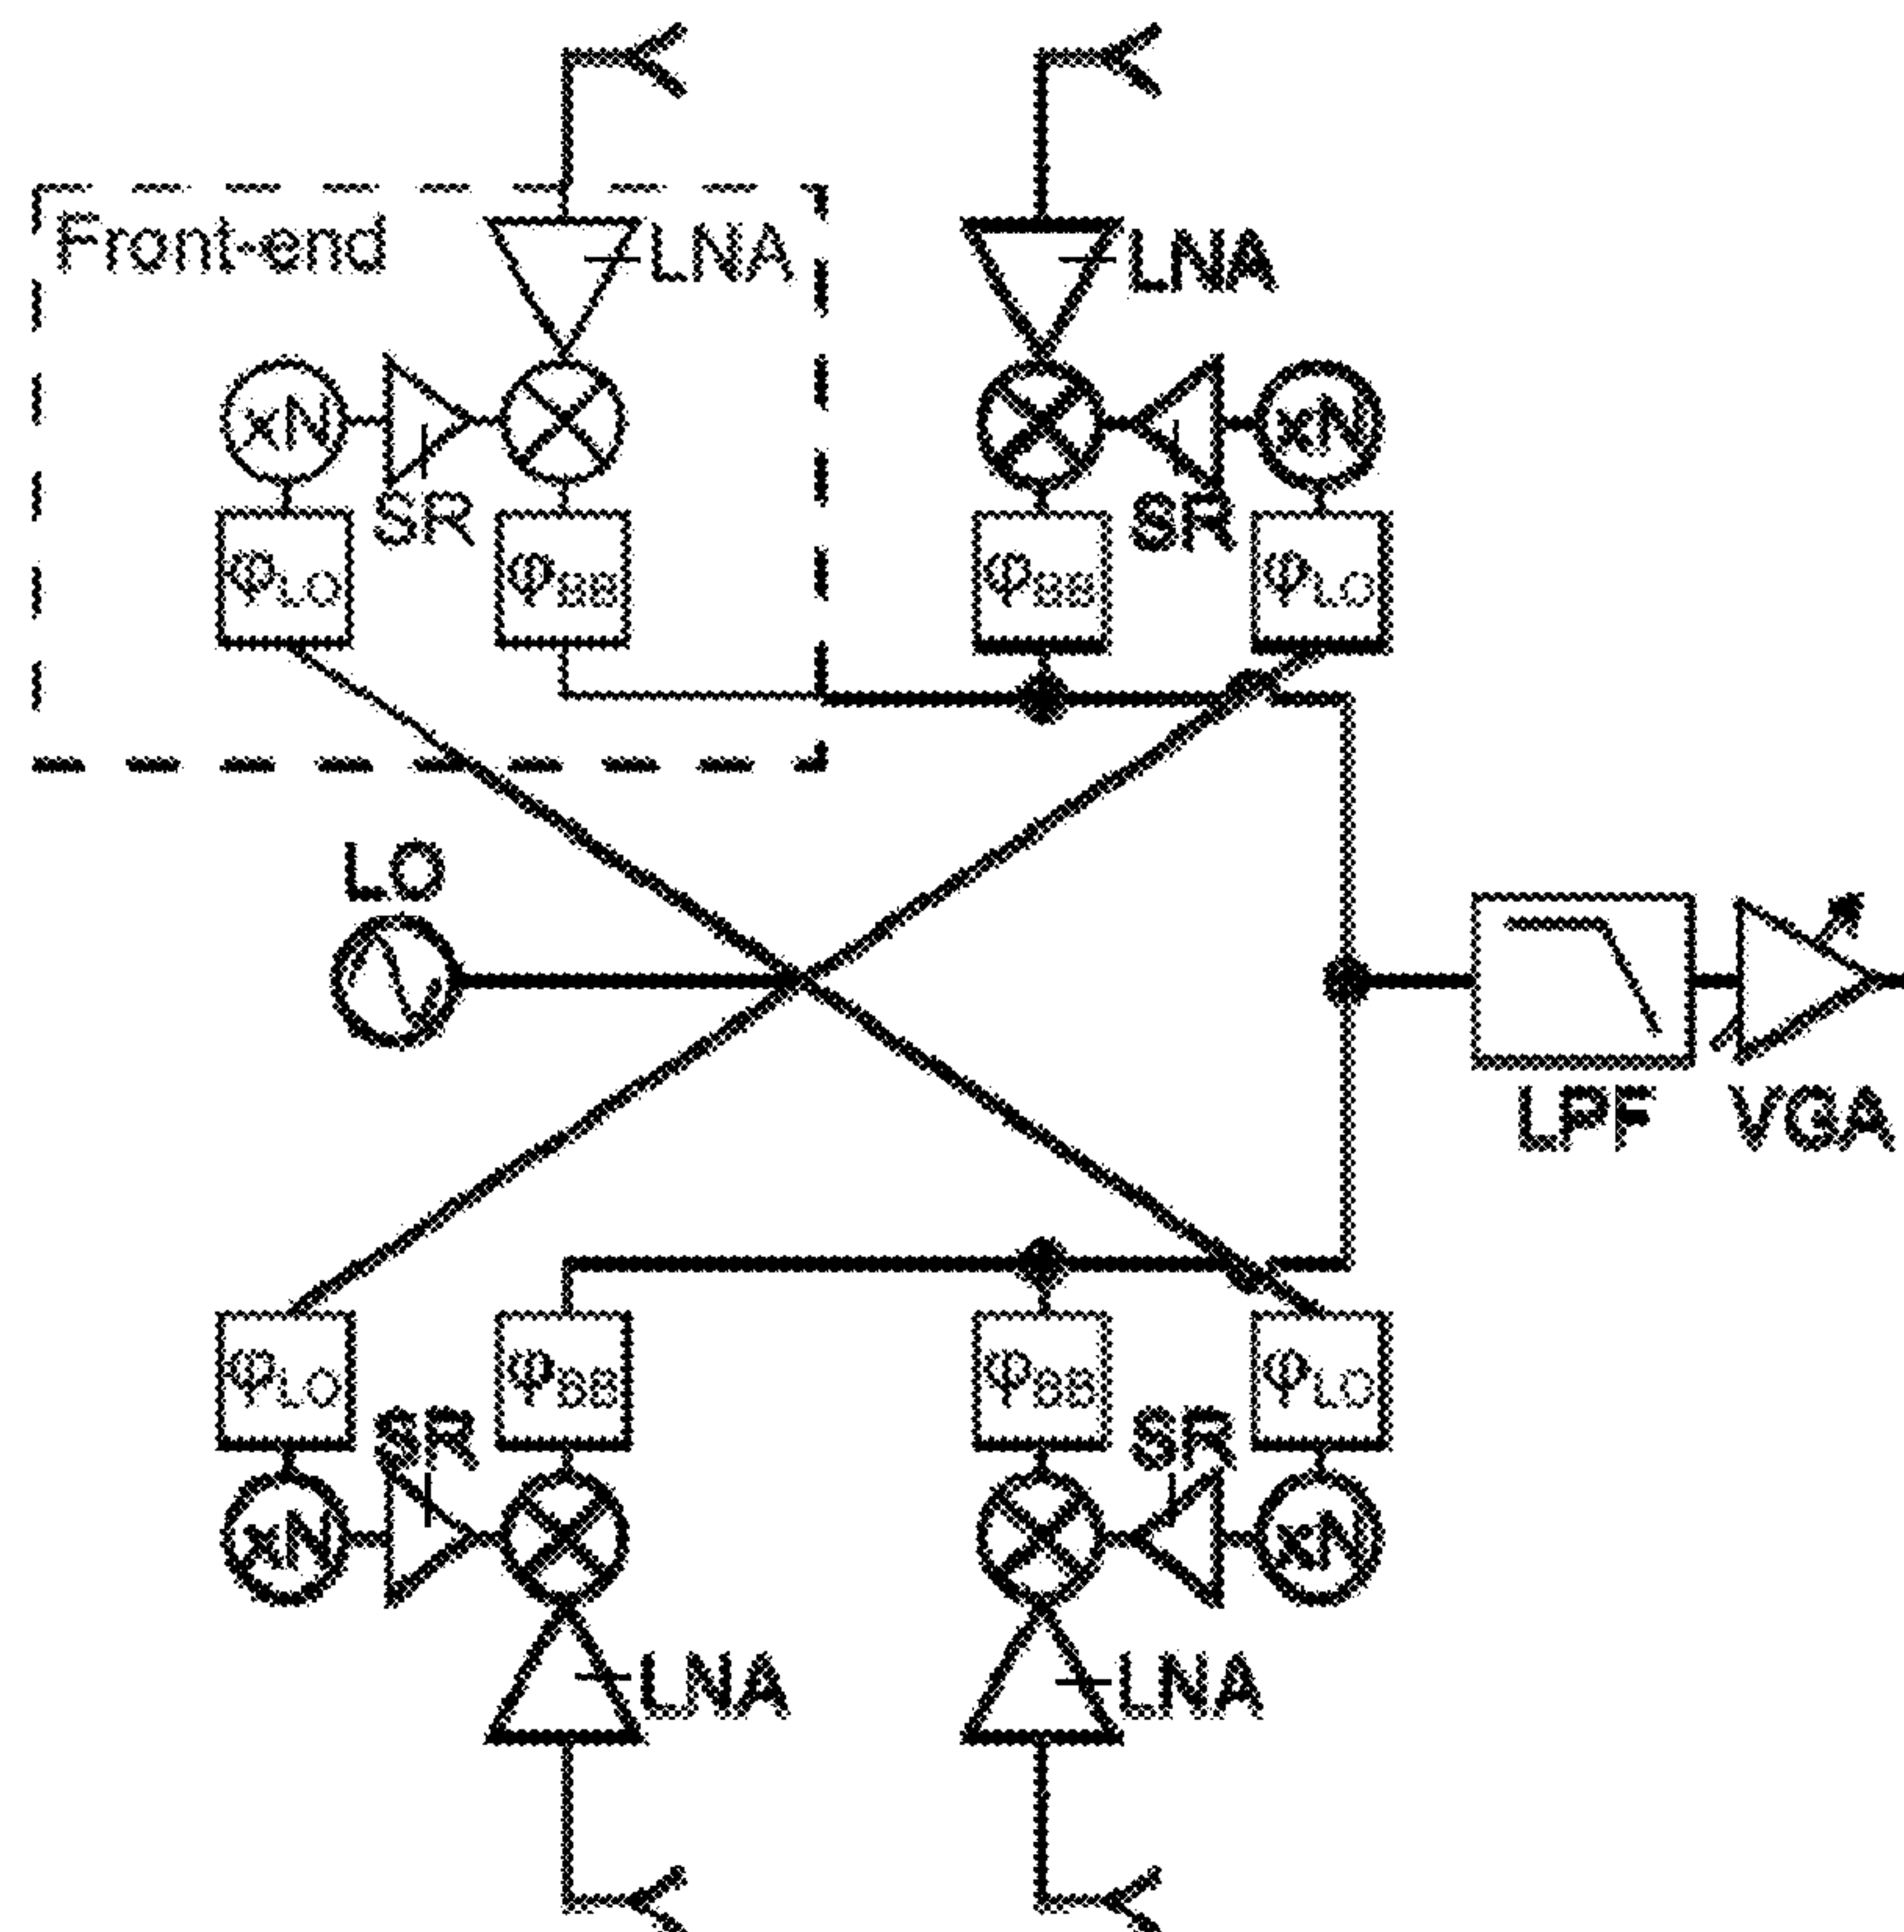 Front-end
LNA
LNA
xN
xN
SR
SR
φLO
φBB
φBB
φLO
LO
LPF
VGA
φLO
φBB
φBB
φLO
SR
SR
xN
xN
LNA
LNA